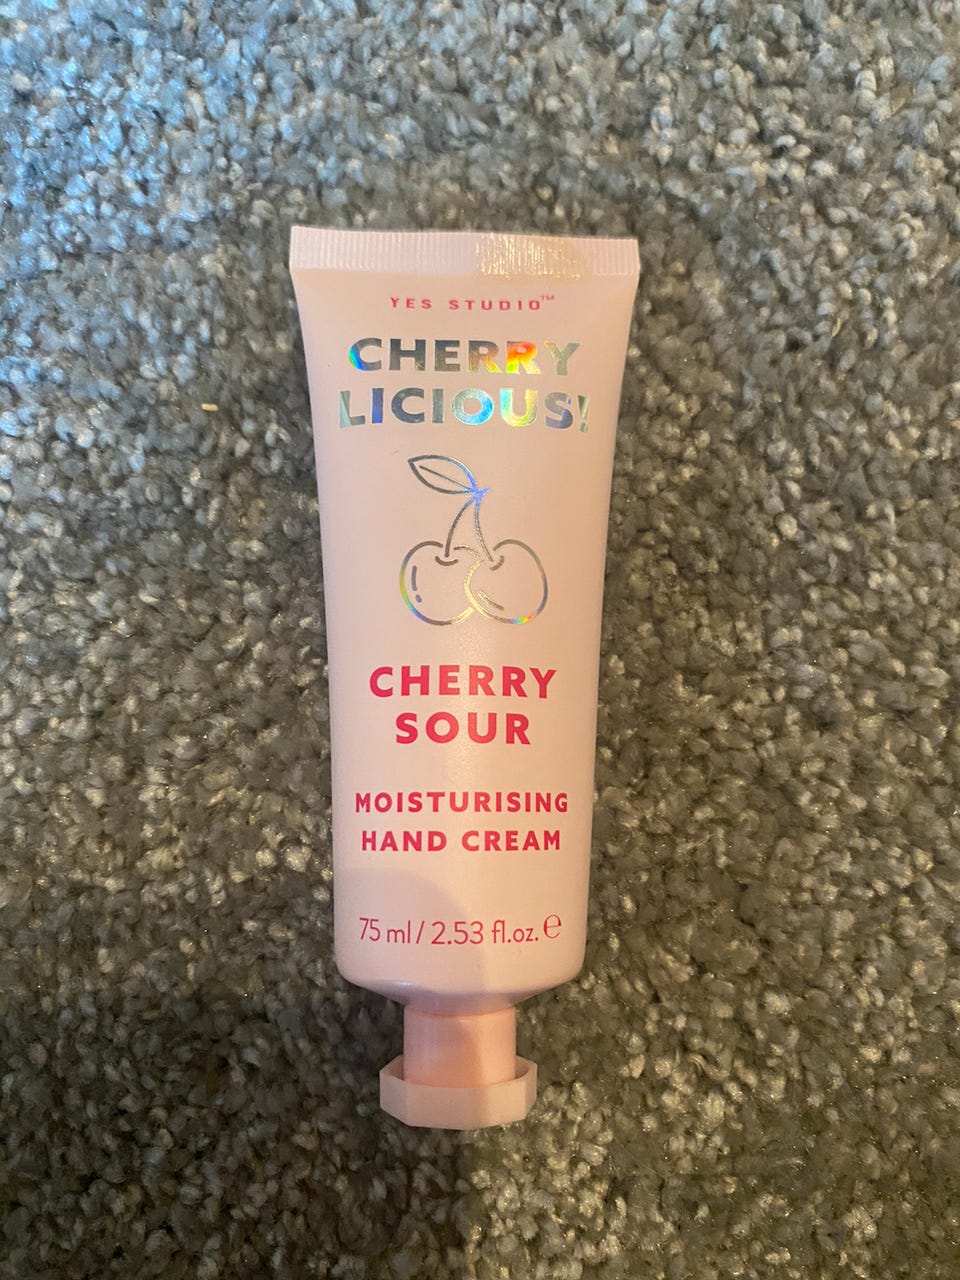 YES STUDIO™
CHERRY
LICIOUS!
CHERRY
SOUR
MOISTURISING
HAND CREAM
75 ml / 2.53 fl.oz. ℮